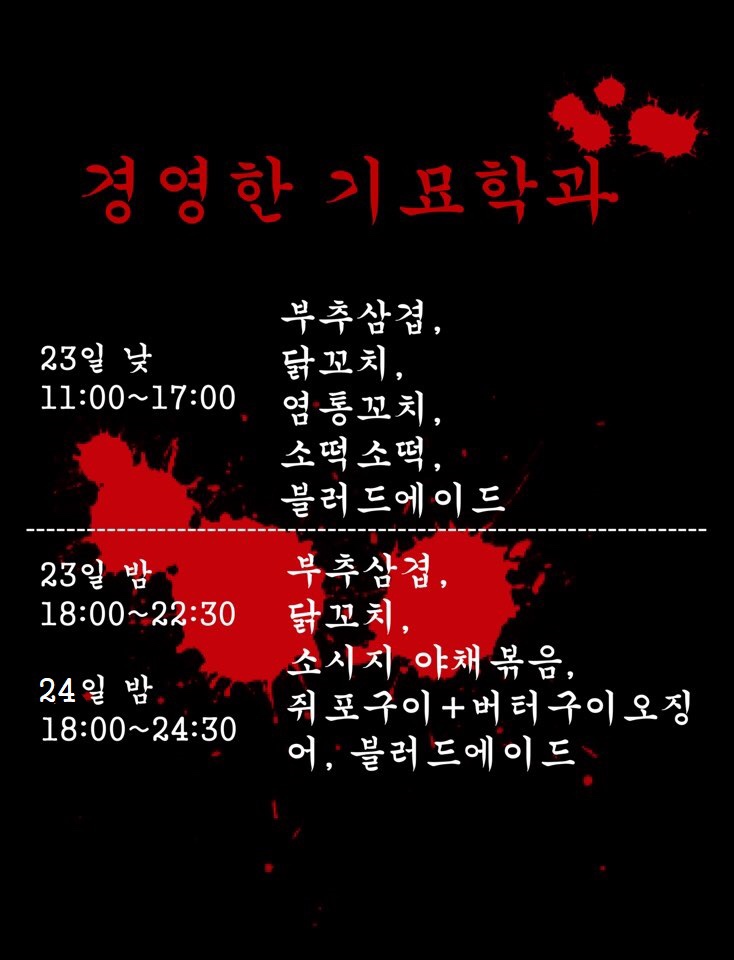 경영한 기묘학과
23일 낮
11:00~17:00
부추삼겹,
닭꼬치,
염통꼬치,
소떡소떡,
블러드에이드
23일 밤
18:00~22:30
24일 밤
18:00~24:30
부추삼겹,
닭꼬치,
소시지 야채볶음,
쥐포구이+버터구이오징
어, 블러드에이드